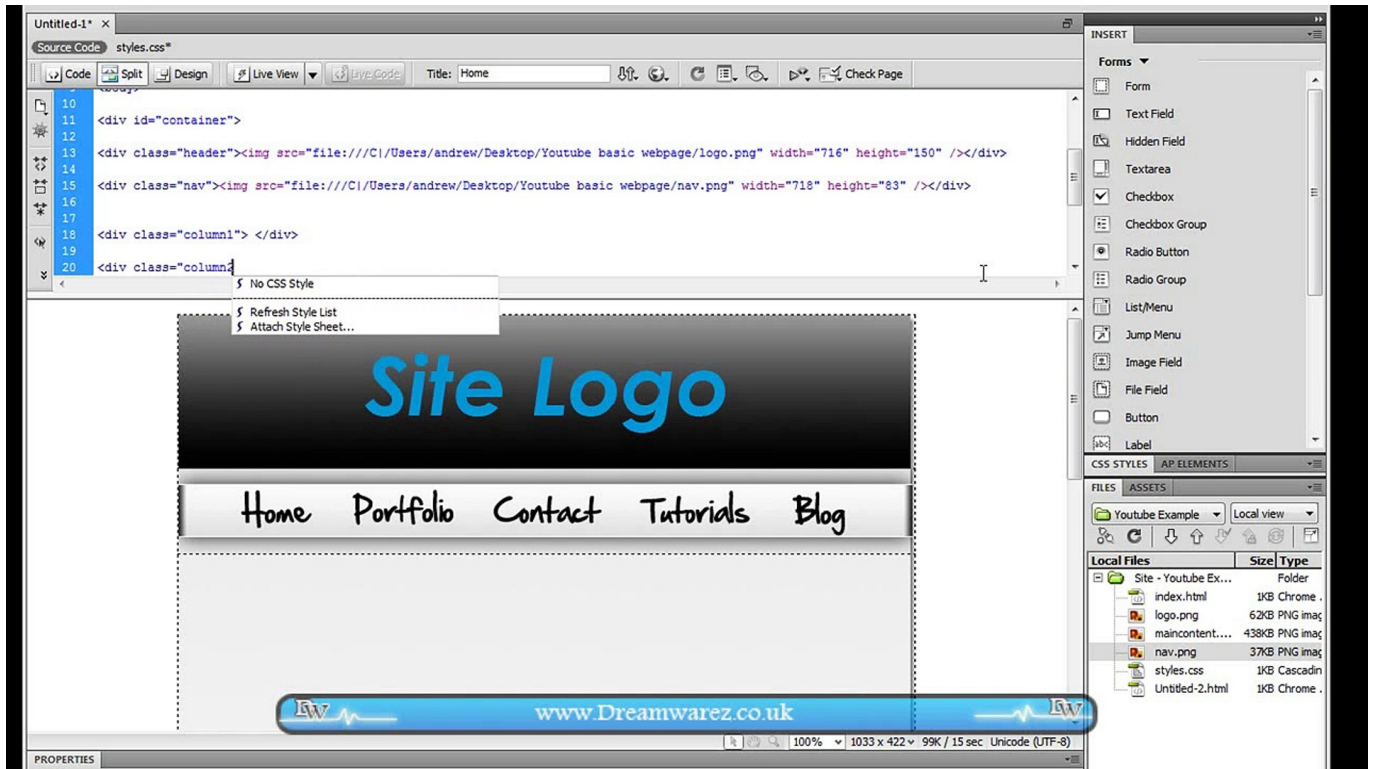 Untitled-1* ×
INSERT
Source Code styles.css*
Code Split Design Live View Live Code Title: Home Check Page
Forms
Form
Text Field
Hidden Field
Textarea
Checkbox
Checkbox Group
Radio Button
Radio Group
List/Menu
Jump Menu
Image Field
File Field
Button
Label
10
11 <div id="container">
12
13 <div class="header"><img src="file:///C|/Users/andrew/Desktop/Youtube basic webpage/logo.png" width="716" height="150" /></div>
14
15 <div class="nav"><img src="file:///C|/Users/andrew/Desktop/Youtube basic webpage/nav.png" width="718" height="83" /></div>
16
17
18 <div class="column1"> </div>
19
20 <div class="column2
No CSS Style
Refresh Style List
Attach Style Sheet...
Site Logo
Home Portfolio Contact Tutorials Blog
CSS STYLES AP ELEMENTS
FILES ASSETS
Youtube Example Local view
Local Files Size Type
Site - Youtube Ex... Folder
index.html 1KB Chrome .
logo.png 62KB PNG imag
maincontent.... 438KB PNG imag
nav.png 37KB PNG imag
styles.css 1KB Cascadin
Untitled-2.html 1KB Chrome .
DW www.Dreamwarez.co.uk DW
100% 1033 x 422 99K / 15 sec Unicode (UTF-8)
PROPERTIES